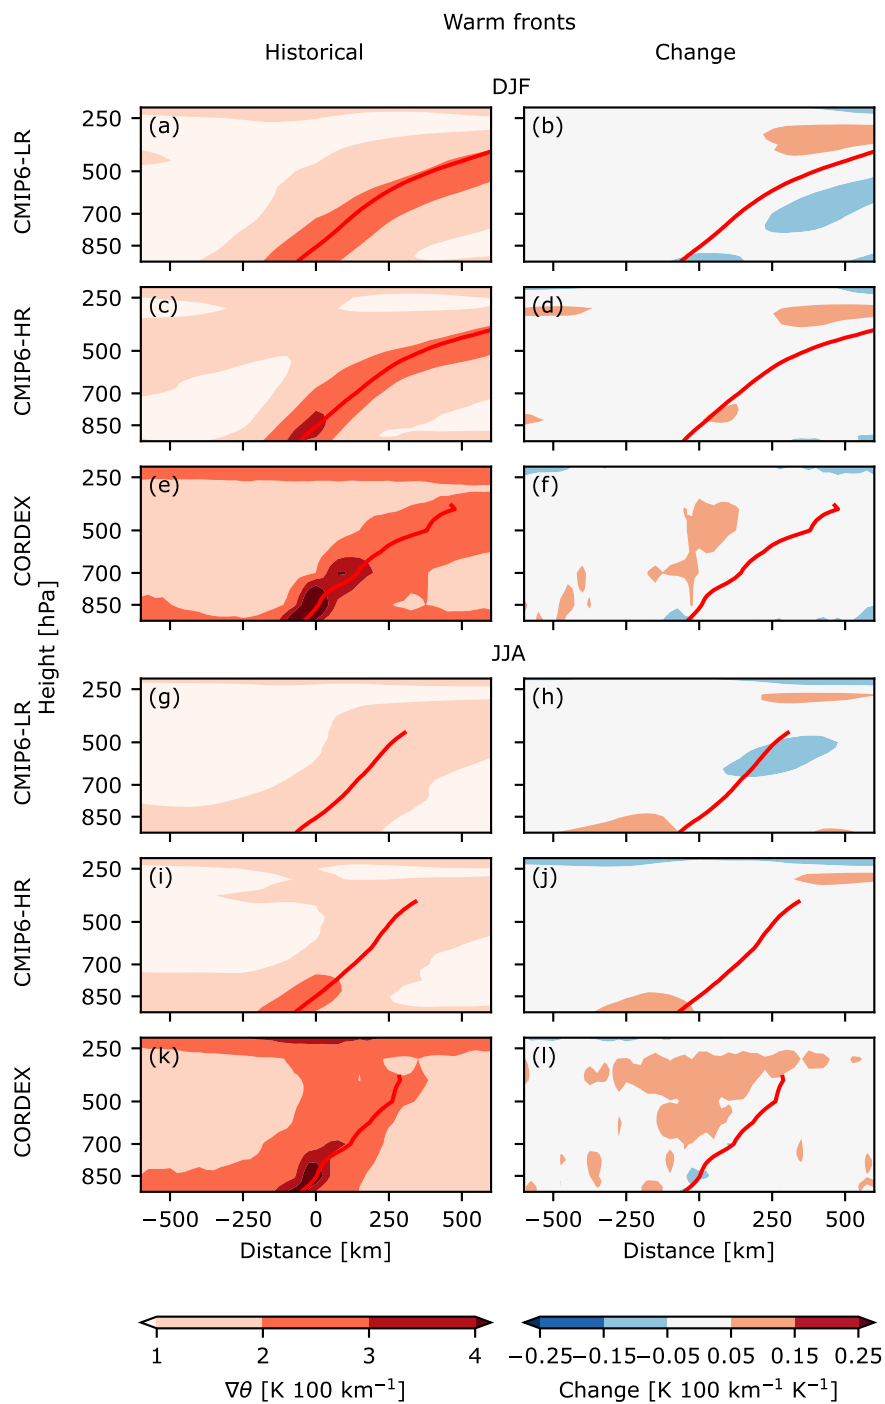 Warm fronts
Historical Change
DJF
CMIP6-LR
250
500
700
850
(a) (b)
CMIP6-HR
250
500
700
850
(c) (d)
CORDEX
250
500
700
850
(e) (f)
Height [hPa]
JJA
CMIP6-LR
250
500
700
850
(g) (h)
CMIP6-HR
250
500
700
850
(i) (j)
CORDEX
250
500
700
850
(k) (l)
−500 −250 0 250 500 −500 −250 0 250 500
Distance [km] Distance [km]
1 2 3 4 −0.25 −0.15 −0.05 0.05 0.15 0.25
∇θ [K 100 km⁻¹] Change [K 100 km⁻¹ K⁻¹]